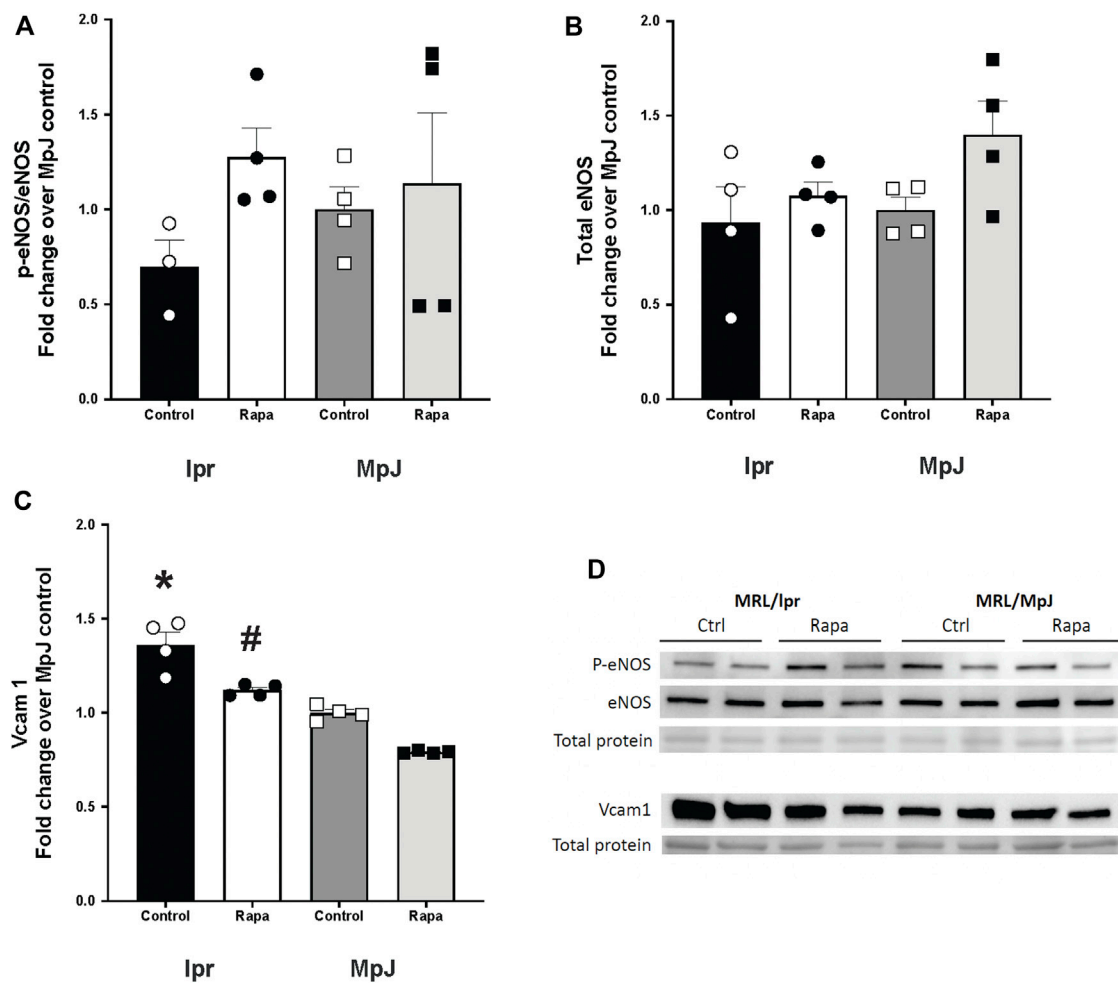 A
p-eNOS/eNOS
Fold change over MpJ control
2.0
1.5
1.0
0.5
0.0
Control
Rapa
Control
Rapa
lpr
MpJ
B
Total eNOS
Fold change over MpJ control
2.0
1.5
1.0
0.5
0.0
Control
Rapa
Control
Rapa
lpr
MpJ
C
Vcam 1
Fold change over MpJ control
2.0
1.5
1.0
0.5
0.0
*
#
Control
Rapa
Control
Rapa
lpr
MpJ
D
MRL/lpr MRL/MpJ
Ctrl Rapa Ctrl Rapa
P-eNOS
eNOS
Total protein
Vcam1
Total protein